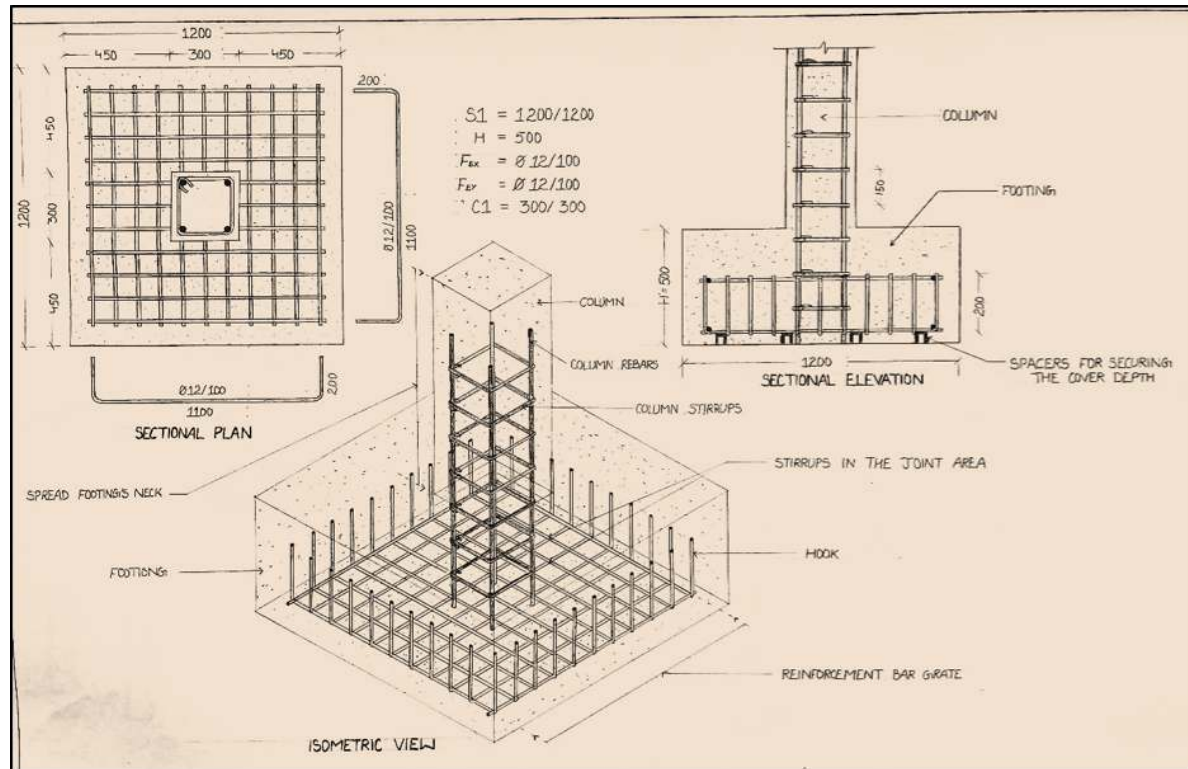 1200
450 300 450
200
450
300
450
1200
Ø12/100
1100
Ø12/100
1100
200
SECTIONAL PLAN
S1 = 1200/1200
H = 500
FEX = Ø 12/100
FEY = Ø 12/100
C1 = 300/300
COLUMN
150
FOOTING
H=500
200
1200
SECTIONAL ELEVATION
SPACERS FOR SECURING
THE COVER DEPTH
COLUMN
COLUMN REBARS
COLUMN STIRRUPS
STIRRUPS IN THE JOINT AREA
SPREAD FOOTING'S NECK
HOOK
FOOTIONG
REINFORCEMENT BAR GRATE
ISOMETRIC VIEW